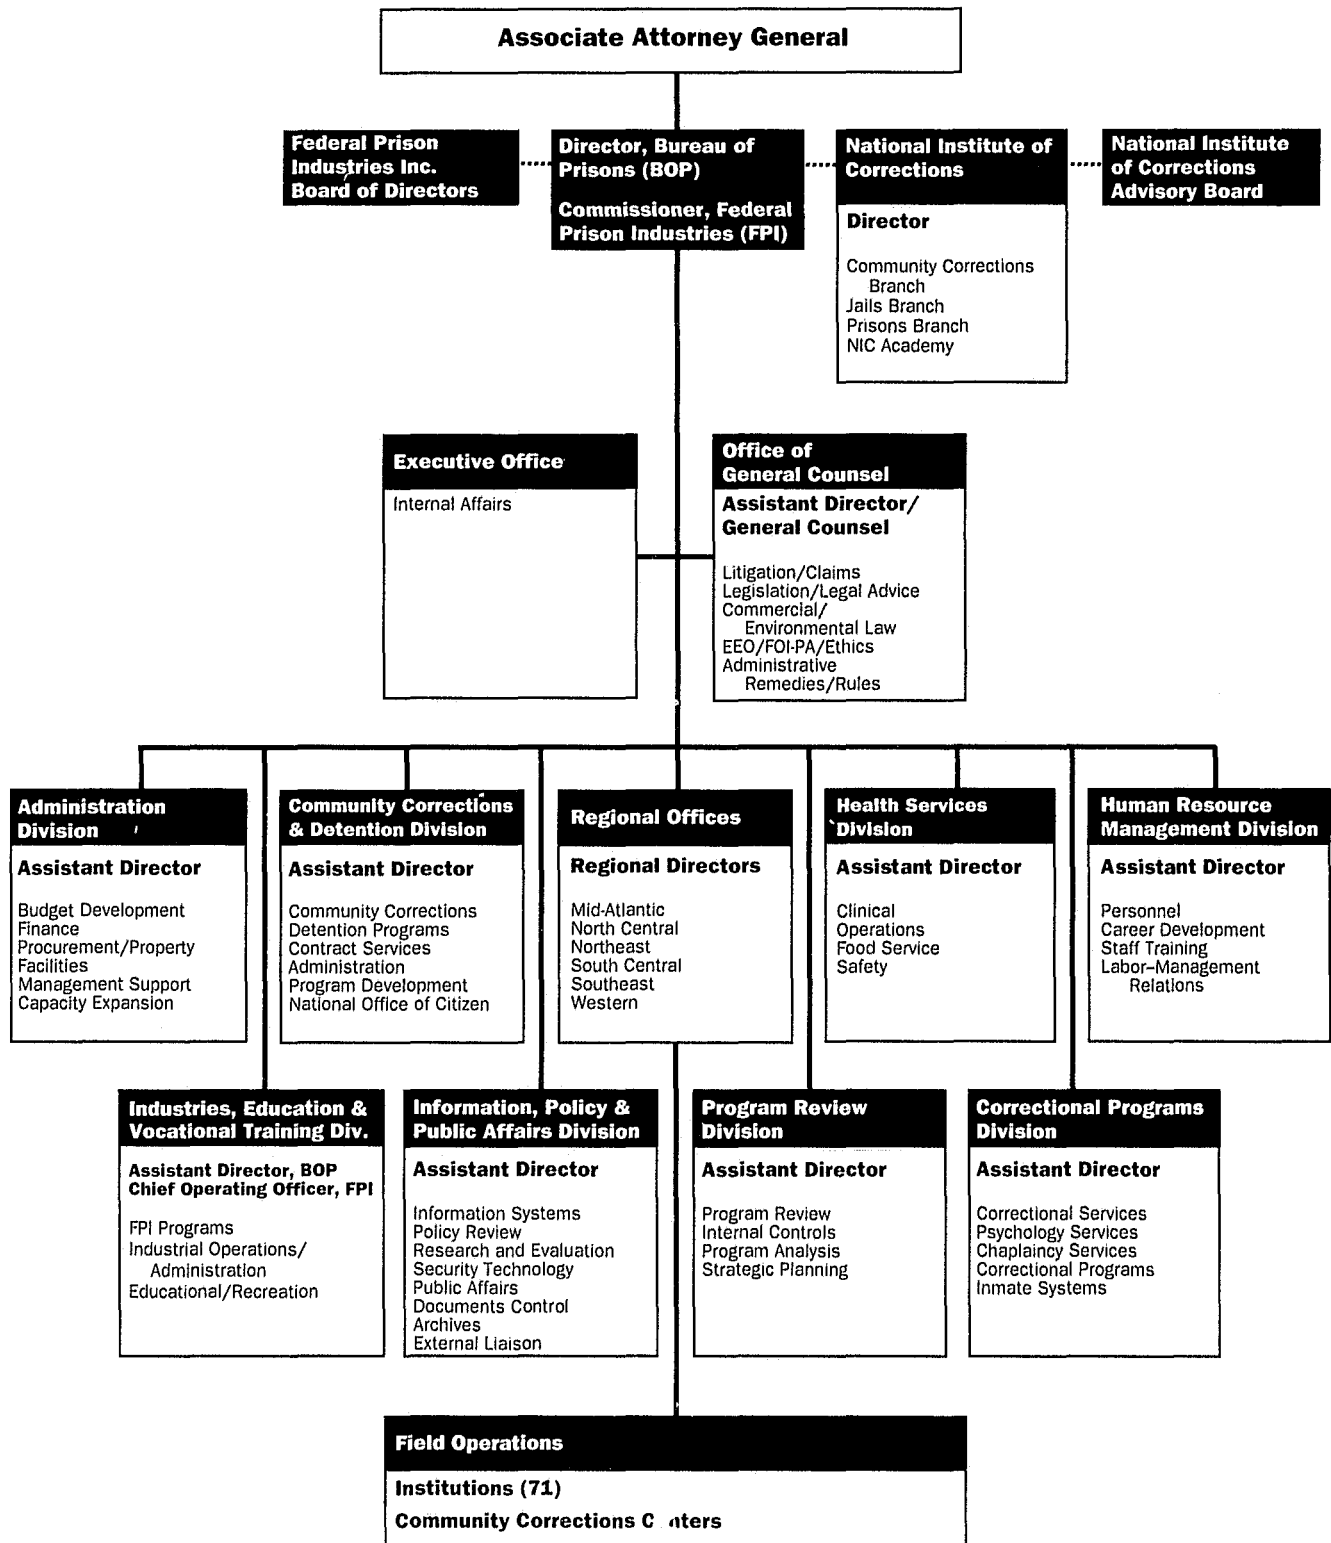 Associate Attorney General
Federal Prison
Industries Inc.
Board of Directors
Director, Bureau of
Prisons (BOP)
Commissioner, Federal
Prison Industries (FPI)
National Institute of
Corrections
Director
Community Corrections
Branch
Jails Branch
Prisons Branch
NIC Academy
National Institute
of Corrections
Advisory Board
Executive Office
Internal Affairs
Office of
General Counsel
Assistant Director/
General Counsel
Litigation/Claims
Legislation/Legal Advice
Commercial/
Environmental Law
EEO/FOI-PA/Ethics
Administrative
Remedies/Rules
Administration
Division
Assistant Director
Budget Development
Finance
Procurement/Property
Facilities
Management Support
Capacity Expansion
Community Corrections
& Detention Division
Assistant Director
Community Corrections
Detention Programs
Contract Services
Administration
Program Development
National Office of Citizen
Regional Offices
Regional Directors
Mid-Atlantic
North Central
Northeast
South Central
Southeast
Western
Health Services
Division
Assistant Director
Clinical
Operations
Food Service
Safety
Human Resource
Management Division
Assistant Director
Personnel
Career Development
Staff Training
Labor–Management
Relations
Industries, Education &
Vocational Training Div.
Assistant Director, BOP
Chief Operating Officer, FPI
FPI Programs
Industrial Operations/
Administration
Educational/Recreation
Information, Policy &
Public Affairs Division
Assistant Director
Information Systems
Policy Review
Research and Evaluation
Security Technology
Public Affairs
Documents Control
Archives
External Liaison
Program Review
Division
Assistant Director
Program Review
Internal Controls
Program Analysis
Strategic Planning
Correctional Programs
Division
Assistant Director
Correctional Services
Psychology Services
Chaplaincy Services
Correctional Programs
Inmate Systems
Field Operations
Institutions (71)
Community Corrections